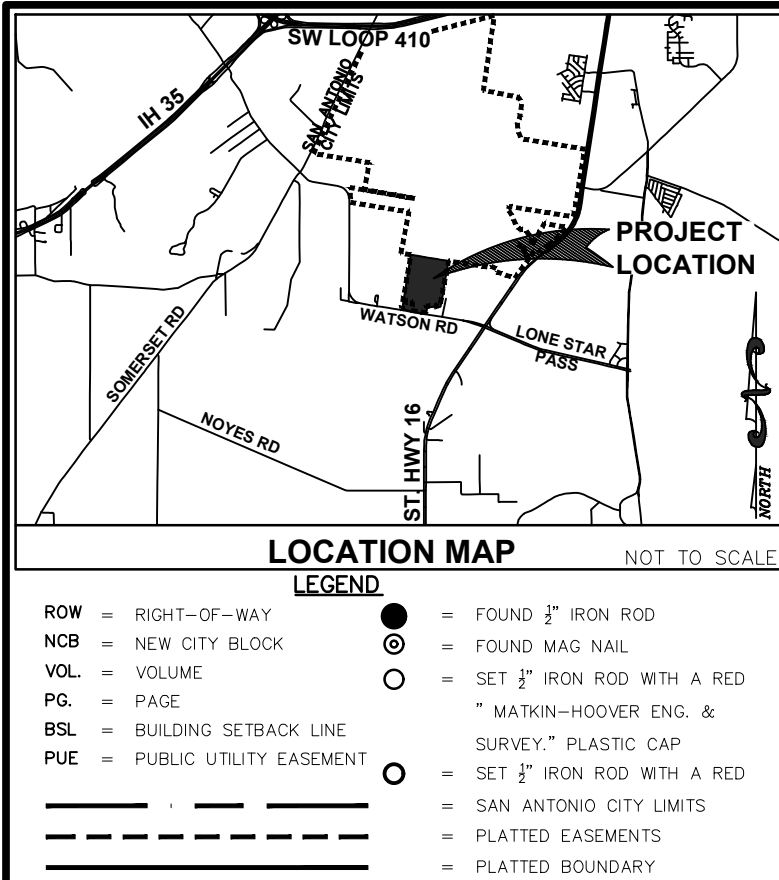 SW LOOP 410
IH 35
SAN ANTONIO
CITY LIMITS
PROJECT
LOCATION
WATSON RD
LONE STAR
PASS
SOMERSET RD
NOYES RD
ST. HWY 16
NORTH
LOCATION MAP
NOT TO SCALE
LEGEND
ROW = RIGHT-OF-WAY
NCB = NEW CITY BLOCK
VOL. = VOLUME
PG. = PAGE
BSL = BUILDING SETBACK LINE
PUE = PUBLIC UTILITY EASEMENT
= FOUND ½" IRON ROD
= FOUND MAG NAIL
= SET ½" IRON ROD WITH A RED
" MATKIN-HOOVER ENG. &
SURVEY." PLASTIC CAP
= SET ½" IRON ROD WITH A RED
= SAN ANTONIO CITY LIMITS
= PLATTED EASEMENTS
= PLATTED BOUNDARY